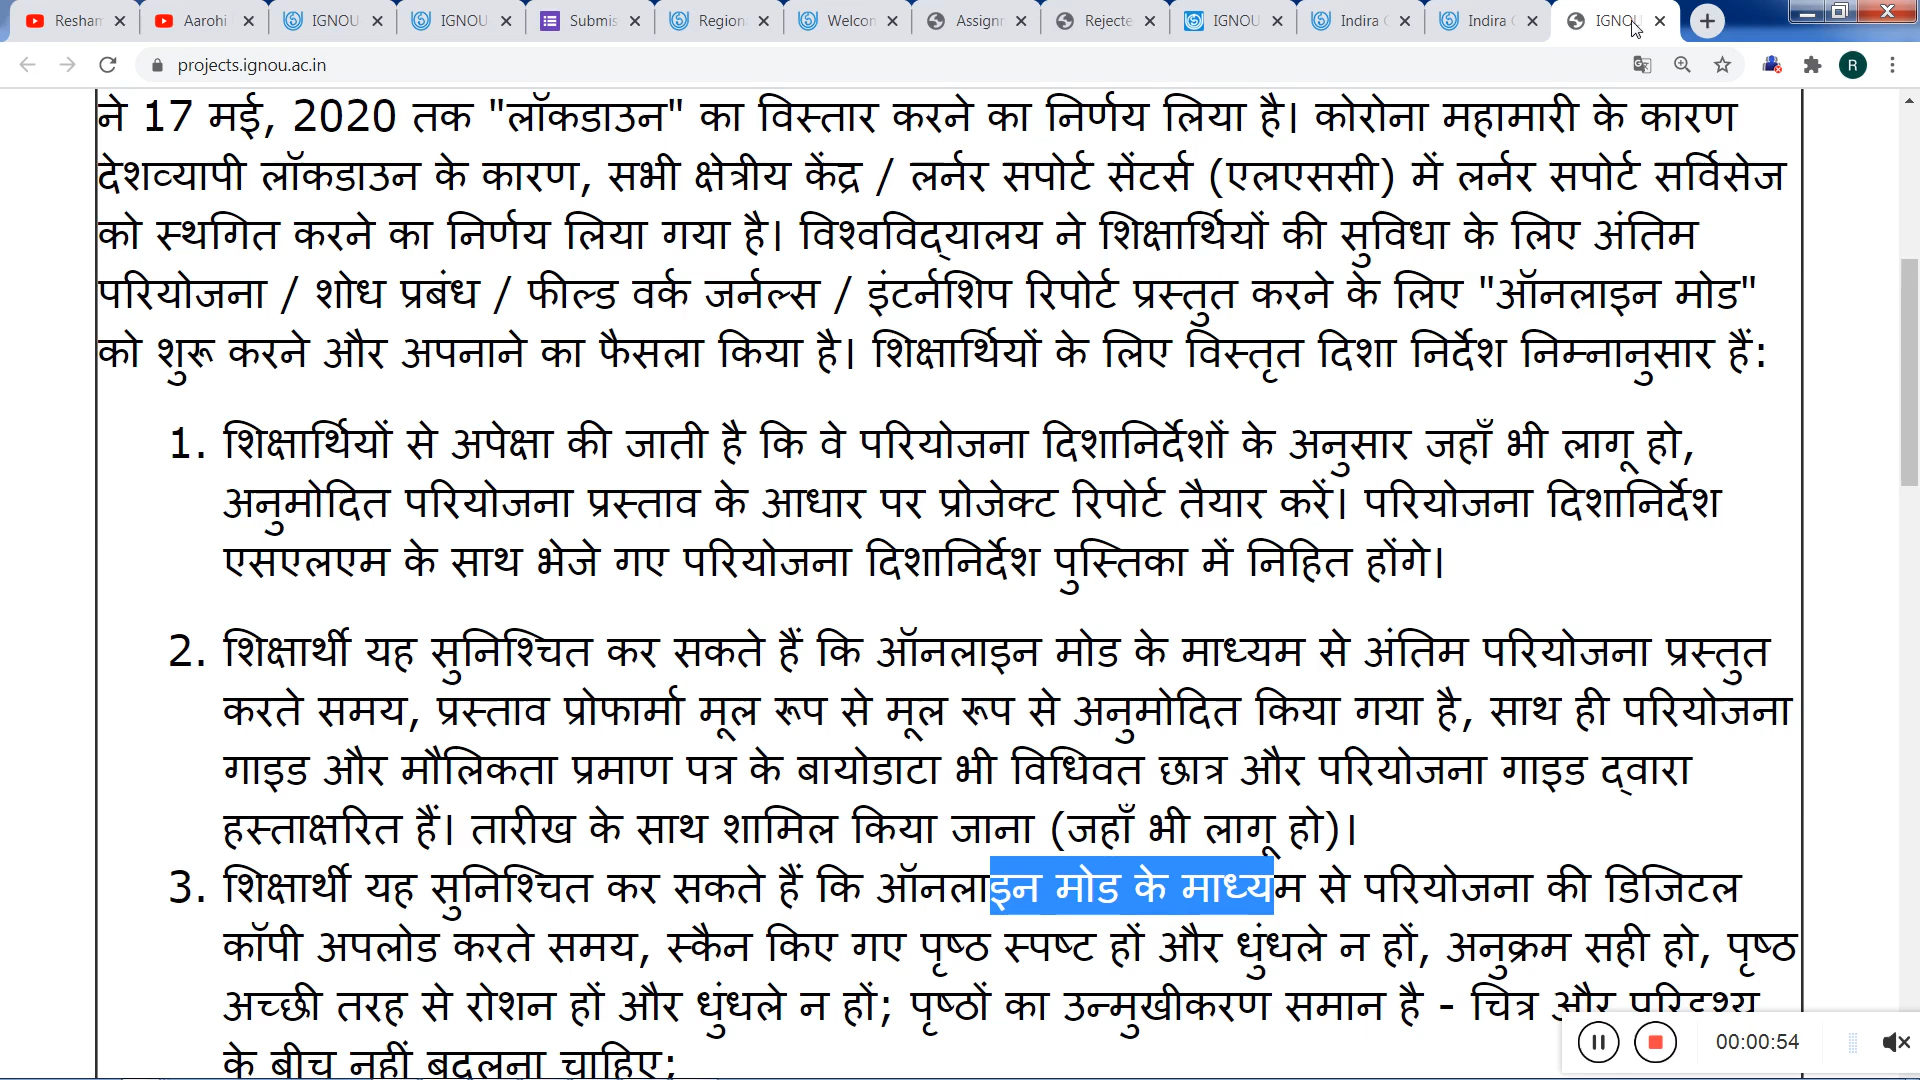 Resham
Aarohi
IGNOU
IGNOU
Submis
Region
Welcon
Assignm
Rejecte
IGNOU
Indira G
Indira G
IGNOU
projects.ignou.ac.in
R
ने 17 मई, 2020 तक "लॉकडाउन" का विस्तार करने का निर्णय लिया है। कोरोना महामारी के कारण
देशव्यापी लॉकडाउन के कारण, सभी क्षेत्रीय केंद्र / लर्नर सपोर्ट सेंटर्स (एलएससी) में लर्नर सपोर्ट सर्विसेज
को स्थगित करने का निर्णय लिया गया है। विश्वविद्यालय ने शिक्षार्थियों की सुविधा के लिए अंतिम
परियोजना / शोध प्रबंध / फील्ड वर्क जर्नल्स / इंटर्नशिप रिपोर्ट प्रस्तुत करने के लिए "ऑनलाइन मोड"
को शुरू करने और अपनाने का फैसला किया है। शिक्षार्थियों के लिए विस्तृत दिशा निर्देश निम्नानुसार हैं:
1. शिक्षार्थियों से अपेक्षा की जाती है कि वे परियोजना दिशानिर्देशों के अनुसार जहाँ भी लागू हो,
अनुमोदित परियोजना प्रस्ताव के आधार पर प्रोजेक्ट रिपोर्ट तैयार करें। परियोजना दिशानिर्देश
एसएलएम के साथ भेजे गए परियोजना दिशानिर्देश पुस्तिका में निहित होंगे।
2. शिक्षार्थी यह सुनिश्चित कर सकते हैं कि ऑनलाइन मोड के माध्यम से अंतिम परियोजना प्रस्तुत
करते समय, प्रस्ताव प्रोफार्मा मूल रूप से मूल रूप से अनुमोदित किया गया है, साथ ही परियोजना
गाइड और मौलिकता प्रमाण पत्र के बायोडाटा भी विधिवत छात्र और परियोजना गाइड द्वारा
हस्ताक्षरित हैं। तारीख के साथ शामिल किया जाना (जहाँ भी लागू हो)।
3. शिक्षार्थी यह सुनिश्चित कर सकते हैं कि ऑनलाइन मोड के माध्यम से परियोजना की डिजिटल
कॉपी अपलोड करते समय, स्कैन किए गए पृष्ठ स्पष्ट हों और धुंधले न हों, अनुक्रम सही हो, पृष्ठ
अच्छी तरह से रोशन हों और धुंधले न हों; पृष्ठों का उन्मुखीकरण समान है - चित्र और परिदृश्य
के बीच नहीं बदलना चाहिए;
00:00:54